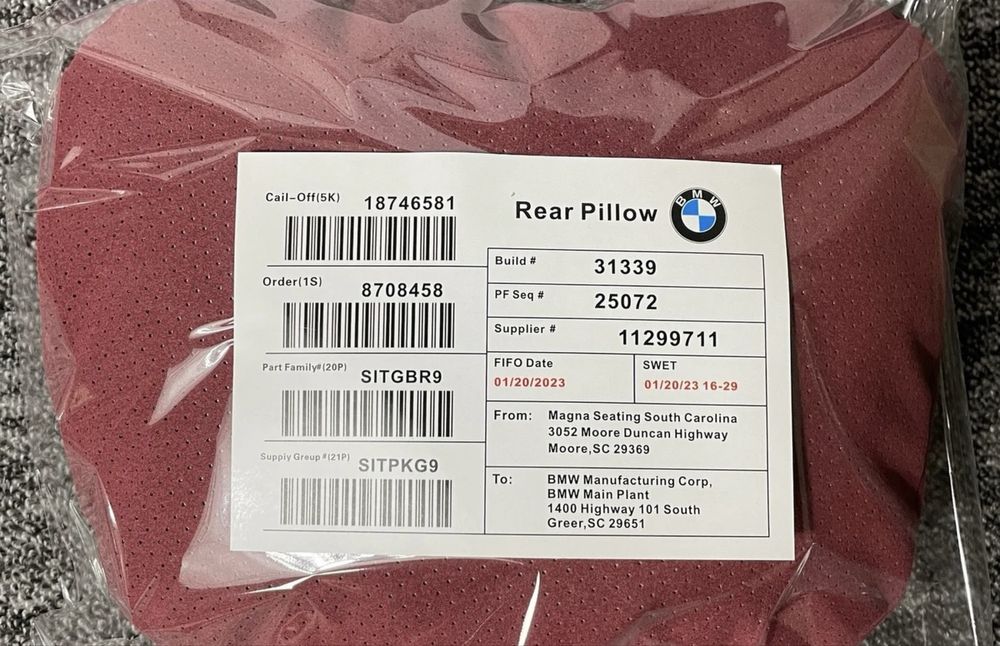 Cail-Off(5K) 18746581
Order(1S) 8708458
Part Family#(20P) SITGBR9
Supply Group #(21P) SITPKG9
Rear Pillow BMW
Build # 31339
PF Seq # 25072
Supplier # 11299711
FIFO Date
01/20/2023
SWET
01/20/23 16-29
From: Magna Seating South Carolina
3052 Moore Duncan Highway
Moore,SC 29369
To: BMW Manufacturing Corp,
BMW Main Plant
1400 Highway 101 South
Greer,SC 29651